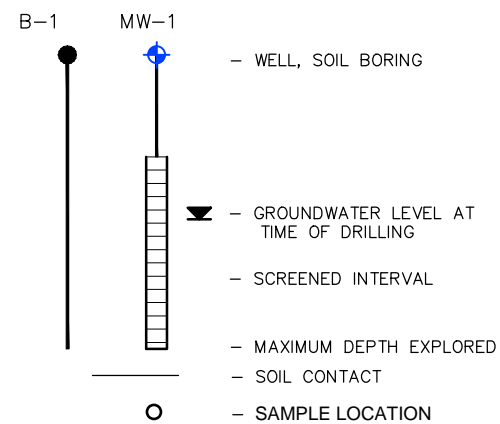 B-1 MW-1
- WELL, SOIL BORING
- GROUNDWATER LEVEL AT
TIME OF DRILLING
- SCREENED INTERVAL
- MAXIMUM DEPTH EXPLORED
- SOIL CONTACT
- SAMPLE LOCATION